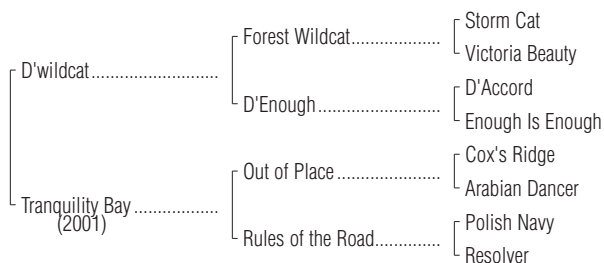 Storm Cat
Forest Wildcat....................
Victoria Beauty
D'wildcat............................
D'Accord
D'Enough...........................
Enough Is Enough
Cox's Ridge
Out of Place.......................
Arabian Dancer
Tranquility Bay...................
(2001)
Polish Navy
Rules of the Road..............
Resolver